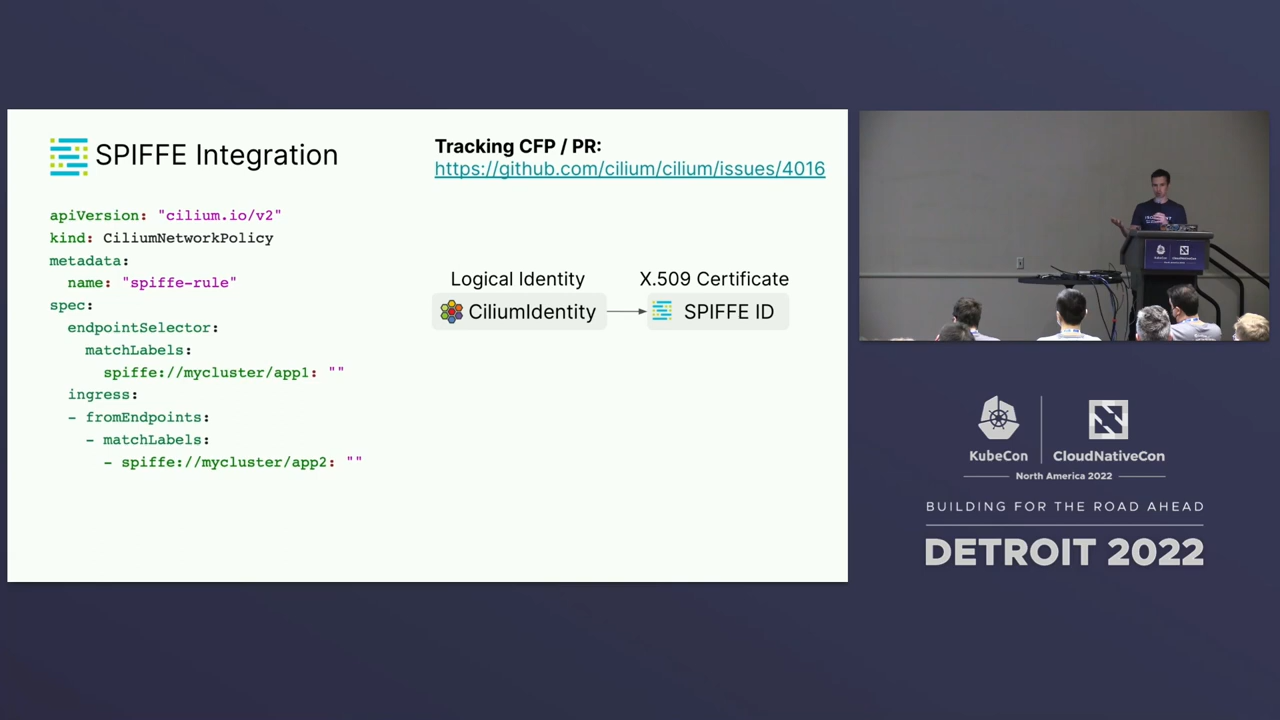 SPIFFE Integration
Tracking CFP / PR:
https://github.com/cilium/cilium/issues/4016
apiVersion: "cilium.io/v2"
kind: CiliumNetworkPolicy
metadata:
name: "spiffe-rule"
spec:
endpointSelector:
matchLabels:
spiffe://mycluster/app1: ""
ingress:
- fromEndpoints:
- matchLabels:
- spiffe://mycluster/app2: ""
Logical Identity
X.509 Certificate
CiliumIdentity
SPIFFE ID
KubeCon
CloudNativeCon
North America 2022
BUILDING FOR THE ROAD AHEAD
DETROIT 2022